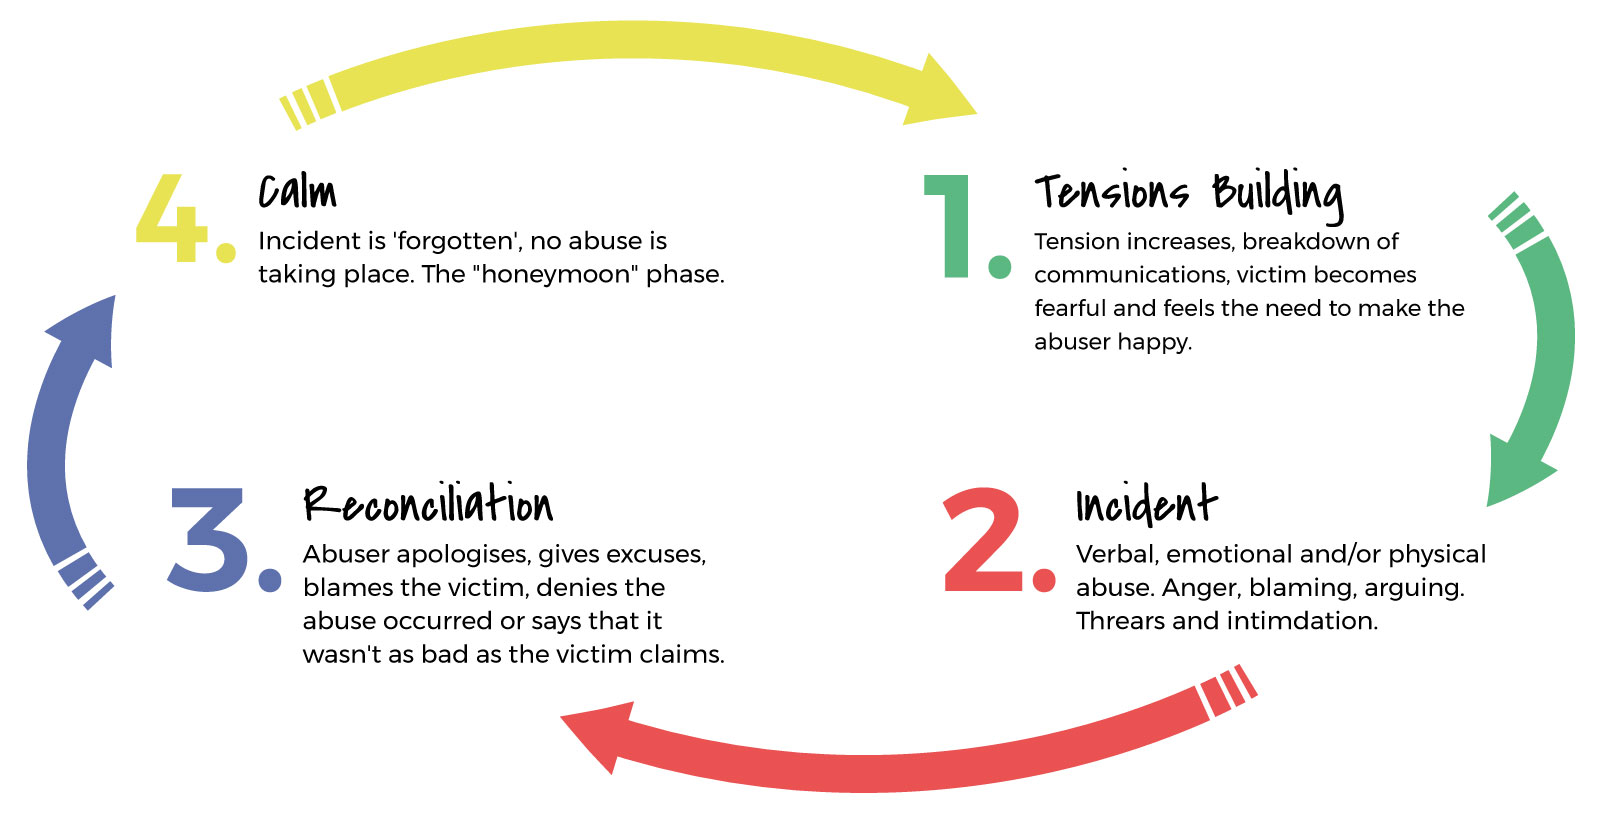 1.
Tensions Building
Tension increases, breakdown of
communications, victim becomes
fearful and feels the need to make the
abuser happy.
2.
Incident
Verbal, emotional and/or physical
abuse. Anger, blaming, arguing.
Threars and intimdation.
3.
Reconciliation
Abuser apologises, gives excuses,
blames the victim, denies the
abuse occurred or says that it
wasn't as bad as the victim claims.
4.
Calm
Incident is 'forgotten', no abuse is
taking place. The "honeymoon" phase.